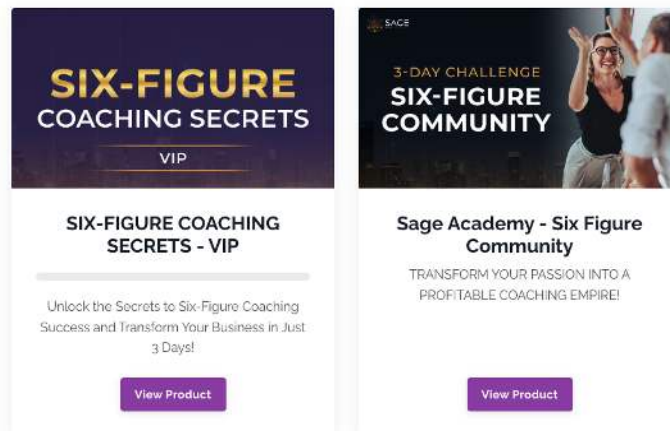 SIX-FIGURE
COACHING SECRETS
VIP
SIX-FIGURE COACHING
SECRETS - VIP
Unlock the Secrets to Six-Figure Coaching
Success and Transform Your Business in Just
3 Days!
View Product
SAGE
3-DAY CHALLENGE
SIX-FIGURE
COMMUNITY
Sage Academy - Six Figure
Community
TRANSFORM YOUR PASSION INTO A
PROFITABLE COACHING EMPIRE!
View Product